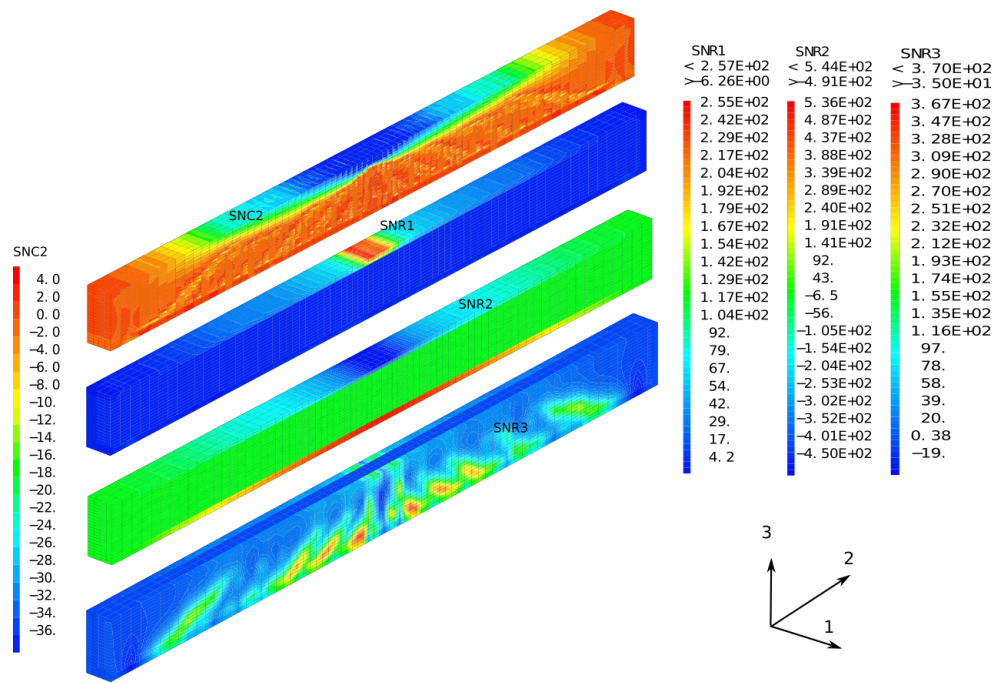 SNC2
4.0
2.0
0.0
−2.0
−4.0
−6.0
−8.0
−10.
−12.
−14.
−16.
−18.
−20.
−22.
−24.
−26.
−28.
−30.
−32.
−34.
−36.
SNC2
SNR1
SNR2
SNR3
SNR1
< 2.57E+02
>−6.26E+00
2.55E+02
2.42E+02
2.29E+02
2.17E+02
2.04E+02
1.92E+02
1.79E+02
1.67E+02
1.54E+02
1.42E+02
1.29E+02
1.17E+02
1.04E+02
92.
79.
67.
54.
42.
29.
17.
4.2
SNR2
< 5.44E+02
>−4.91E+02
5.36E+02
4.87E+02
4.37E+02
3.88E+02
3.39E+02
2.89E+02
2.40E+02
1.91E+02
1.41E+02
92.
43.
−6.5
−56.
−1.05E+02
−1.54E+02
−2.04E+02
−2.53E+02
−3.02E+02
−3.52E+02
−4.01E+02
−4.50E+02
SNR3
< 3.70E+02
>−3.50E+01
3.67E+02
3.47E+02
3.28E+02
3.09E+02
2.90E+02
2.70E+02
2.51E+02
2.32E+02
2.12E+02
1.93E+02
1.74E+02
1.55E+02
1.35E+02
1.16E+02
97.
78.
58.
39.
20.
0.38
−19.
3
2
1